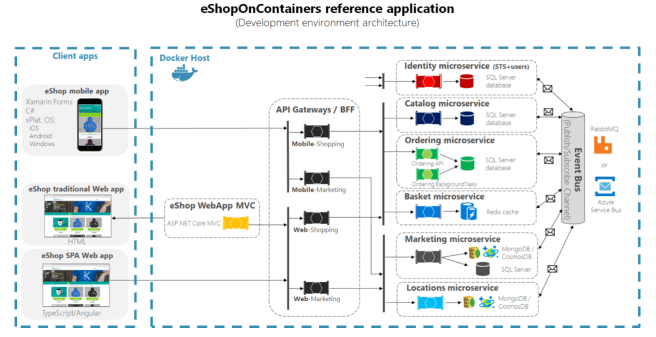 eShopOnContainers reference application
(Development environment architecture)
Client apps
eShop mobile app
Xamarin Forms
C#
xPlat. OS:
iOS
Android
Windows
eShop traditional Web app
HTML
eShop SPA Web app
TypeScript/Angular
Docker Host
eShop WebApp MVC
ASP NET Core MVC
API Gateways / BFF
Mobile-Shopping
Mobile-Marketing
Web-Shopping
Web-Marketing
Identity microservice (STS+users)
SQL Server
database
Catalog microservice
SQL Server
database
Ordering microservice
Ordering API
SQL Server
database
Ordering BackgroundTasks
Basket microservice
Redis cache
Marketing microservice
MongoDB /
CosmosDB
SQL Server
Locations microservice
MongoDB /
CosmosDB
Event Bus
(Publish/Subscribe Channel)
RabbitMQ
or
Azure
Service Bus